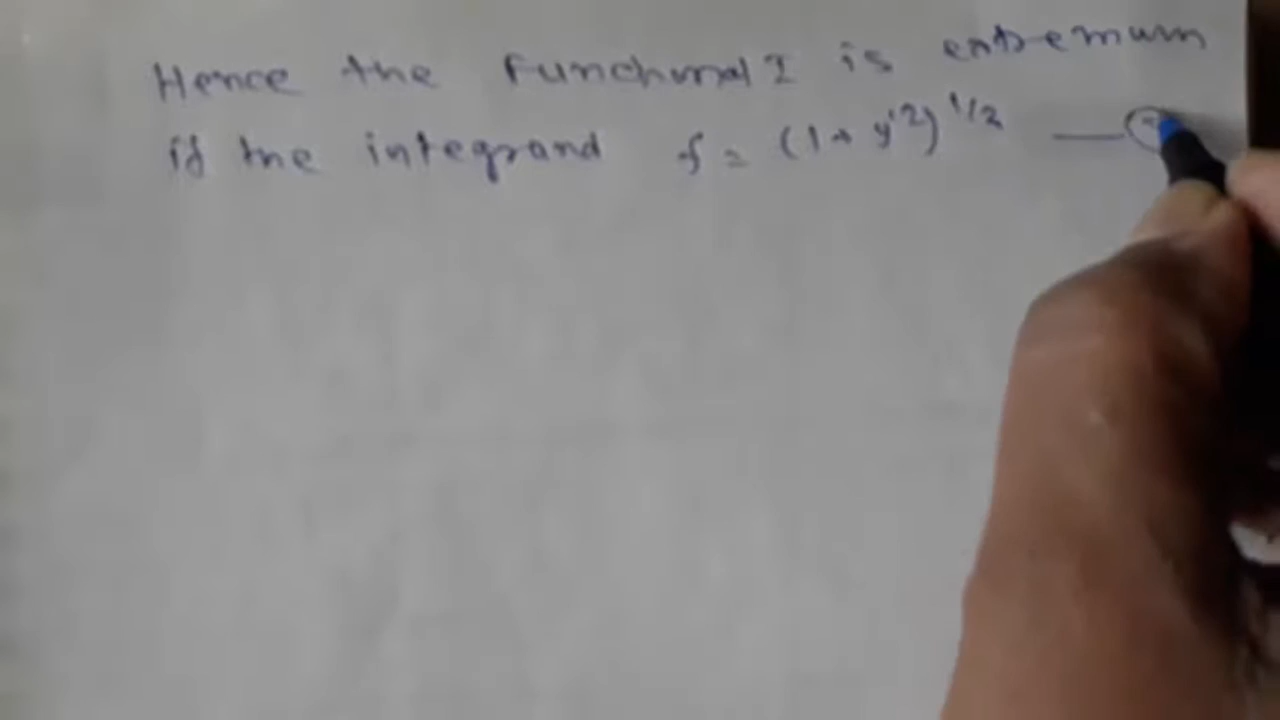 Hence the functional I is extremum
if the integrand f = (1 + y'2)^1/2 —